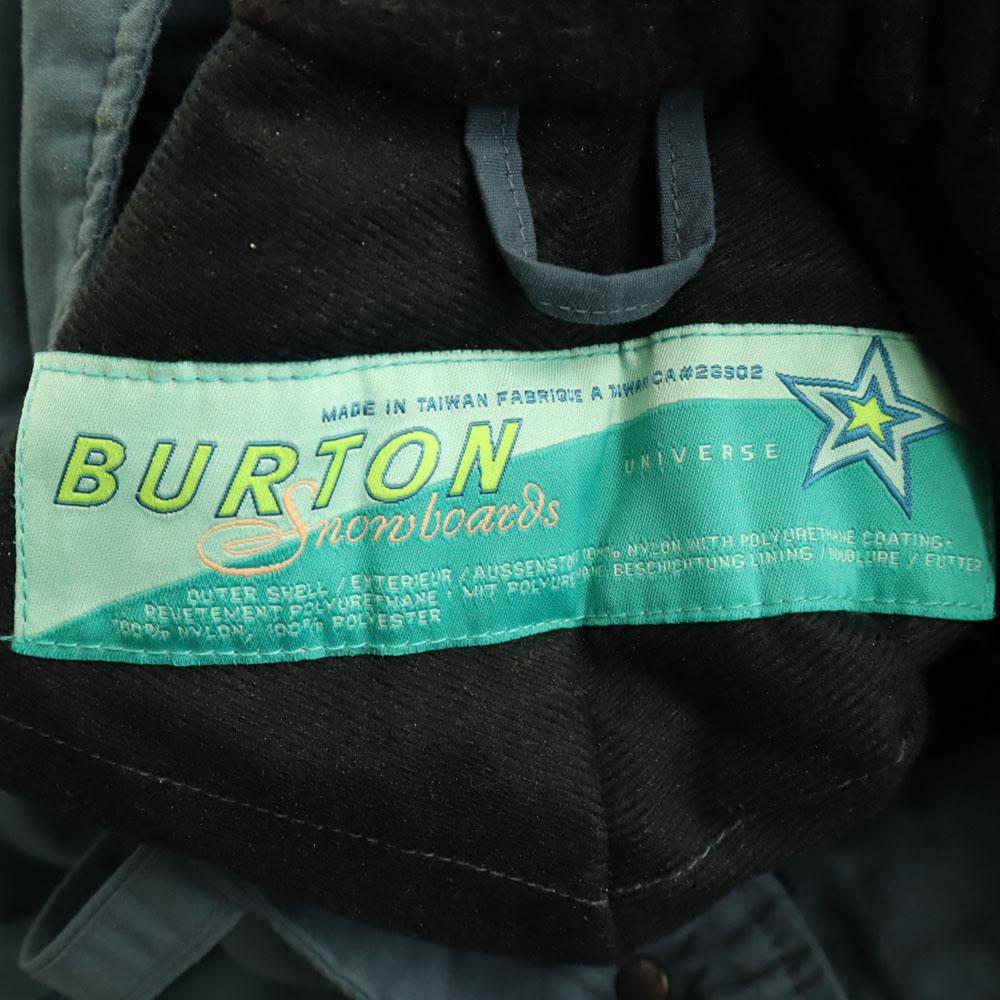 MADE IN TAIWAN FABRIQUE A TAIWAN CA#23302
BURTON
Snowboards
UNIVERSE
OUTER SHELL / EXTERIEUR / AUSSENSTOFF 100% NYLON WITH POLYURETHANE COATING •
REVETEMENT POLYURETHANE • MIT POLYURETHANE BESCHICHTUNG LINING / DOUBLURE / FUTTER
100% NYLON, 100% POLYESTER